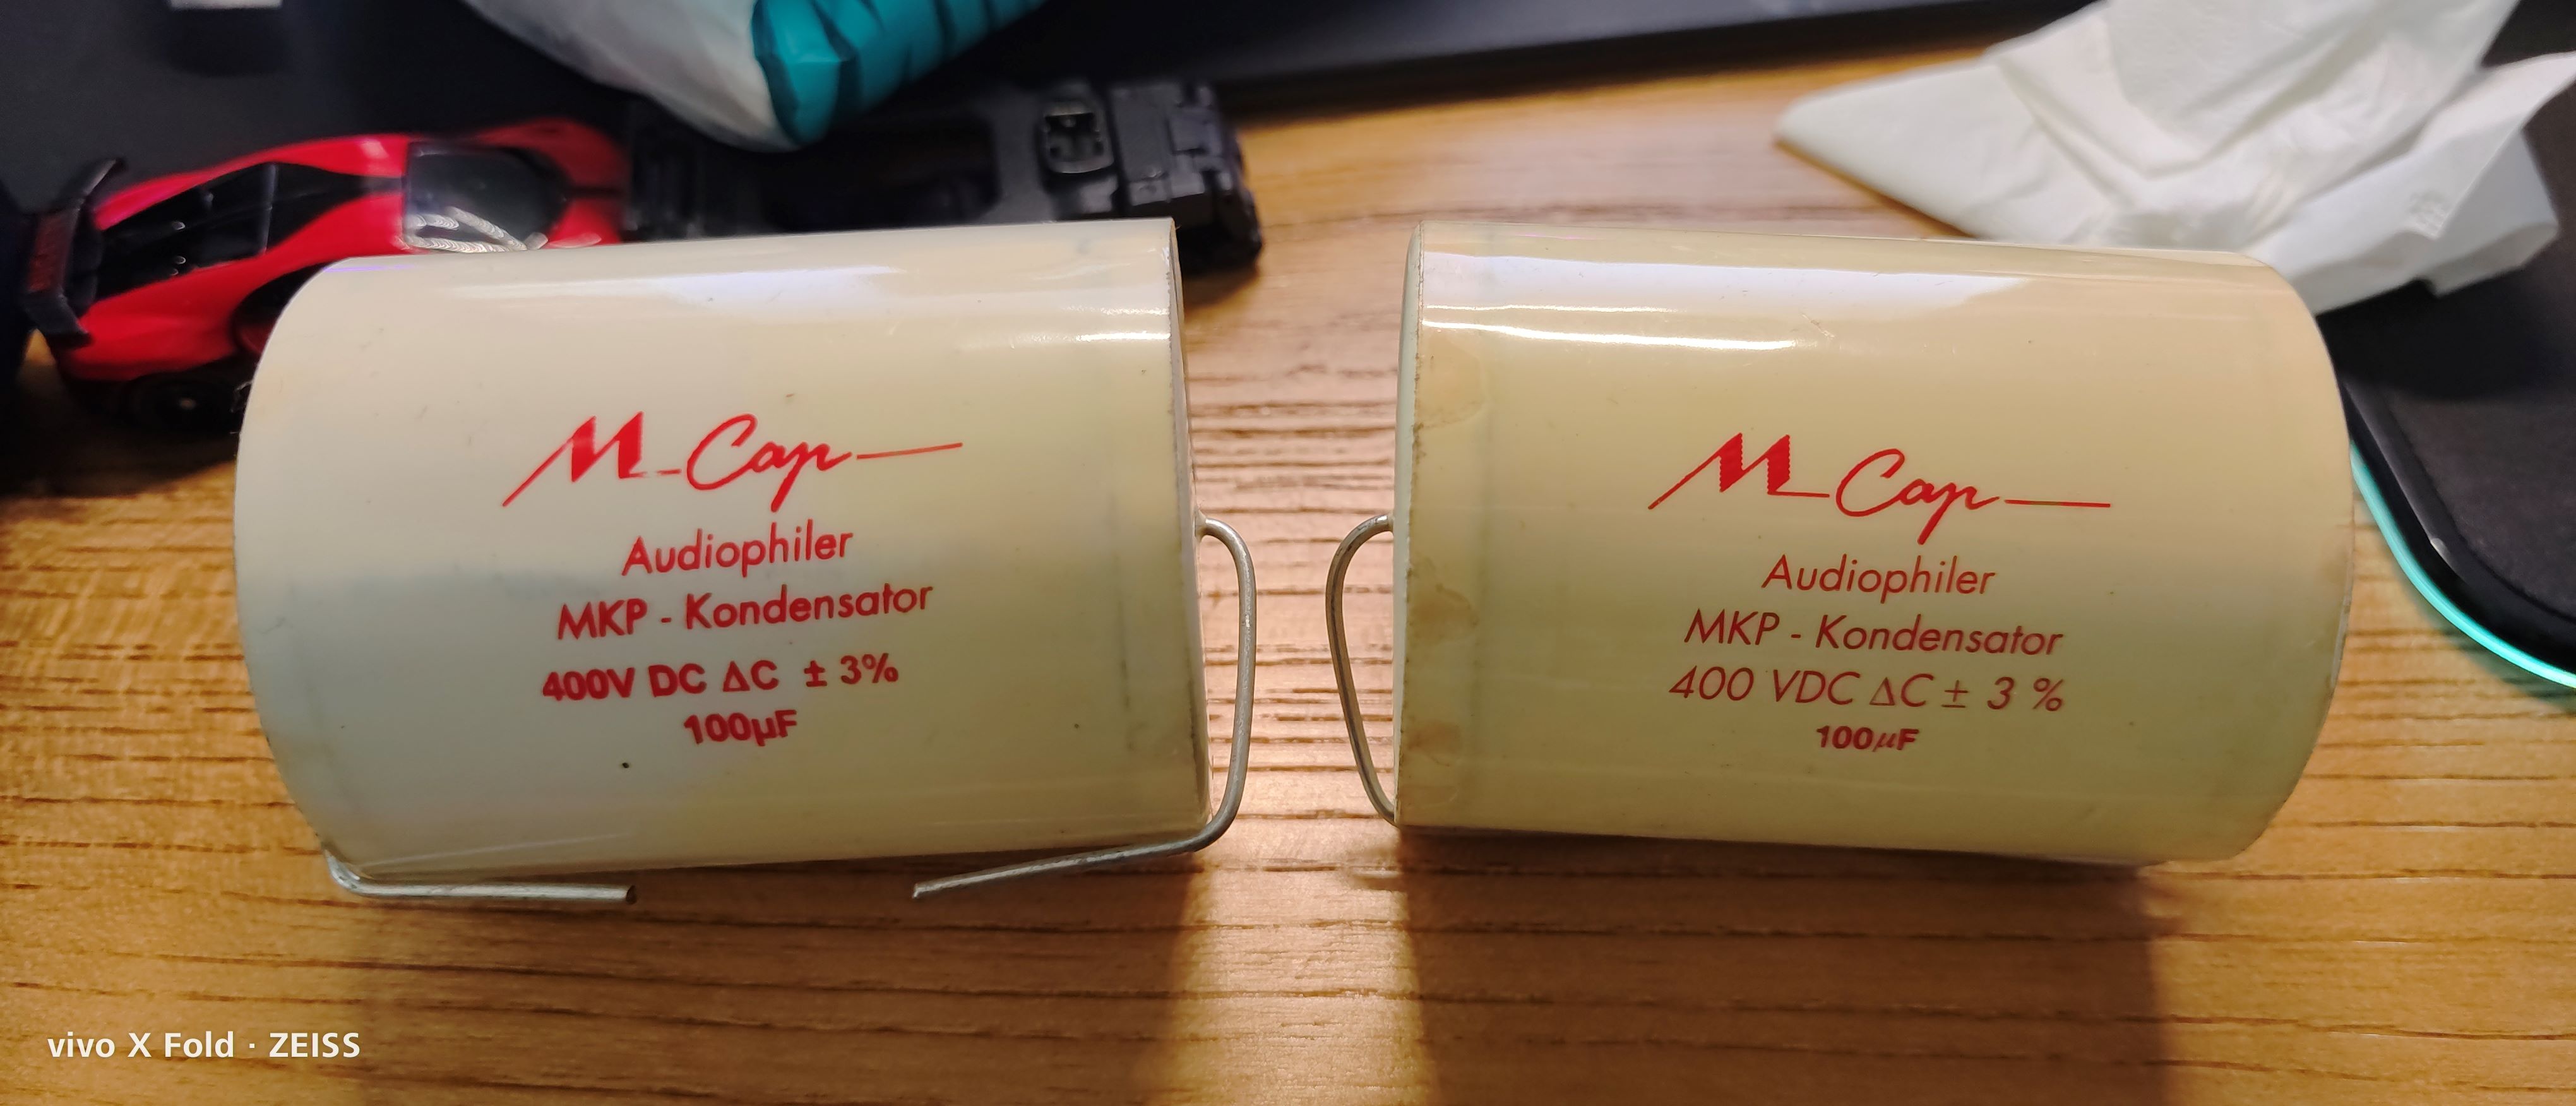 M-Cap
Audiophiler
MKP - Kondensator
400V DC ΔC ± 3%
100µF
M-Cap
Audiophiler
MKP - Kondensator
400 VDC ΔC ± 3 %
100µF
vivo X Fold · ZEISS